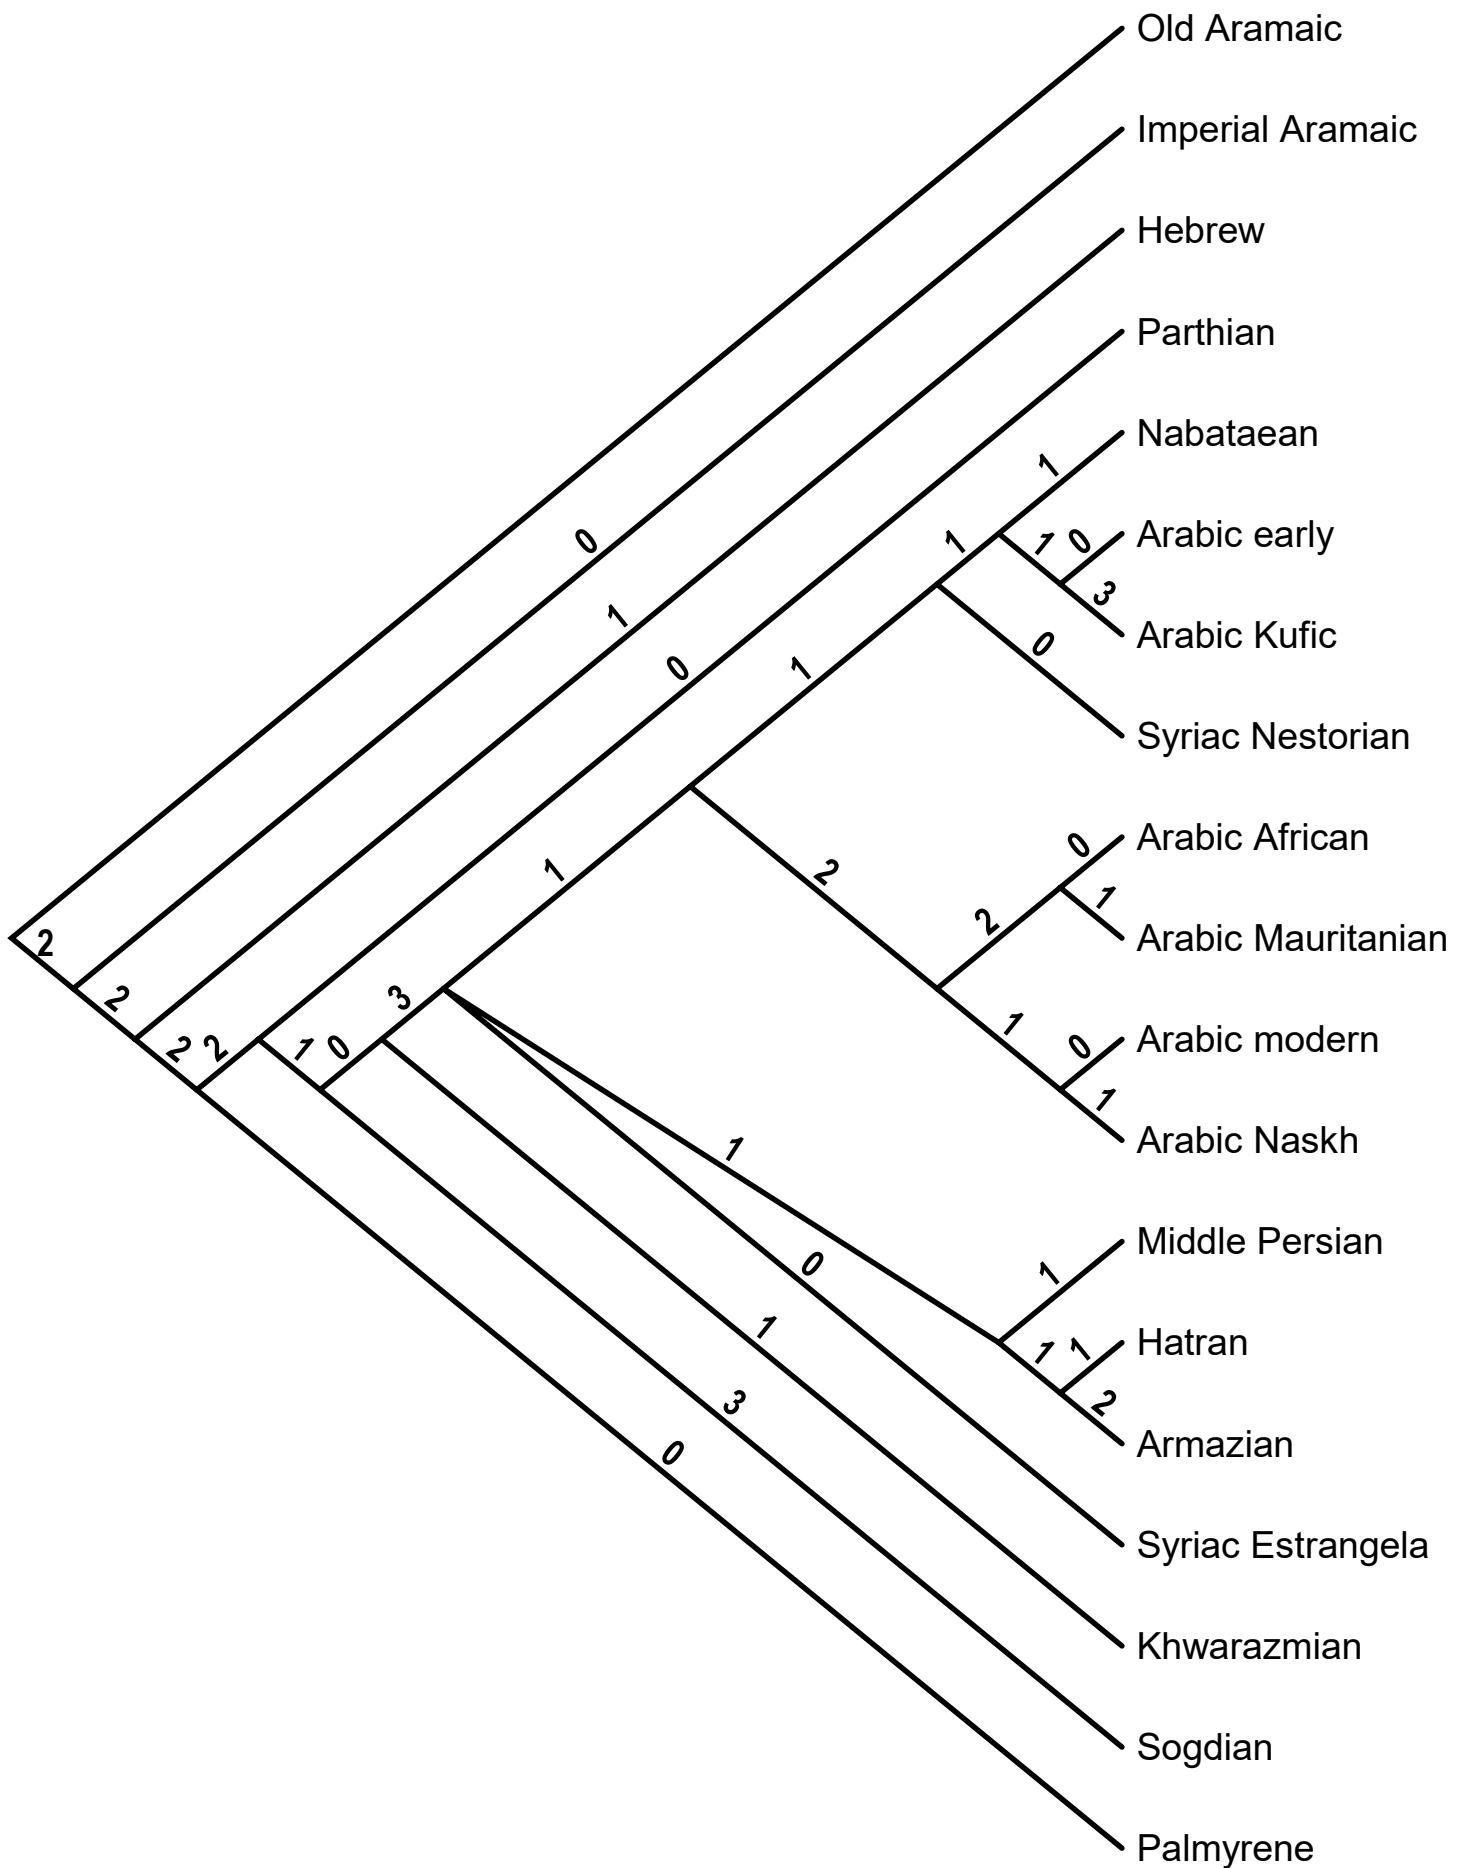 Old Aramaic
Imperial Aramaic
Hebrew
Parthian
Nabataean
1
0
1 1 0
Arabic early
3
1
Arabic Kufic
0
0
1
Syriac Nestorian
0
Arabic African
1
2
1
2
Arabic Mauritanian
2
3
2
1
2 2 1 0
0
Arabic modern
1
Arabic Naskh
1
Middle Persian
0
1
1
1 1
Hatran
3
2
Armazian
0
Syriac Estrangela
Khwarazmian
Sogdian
Palmyrene